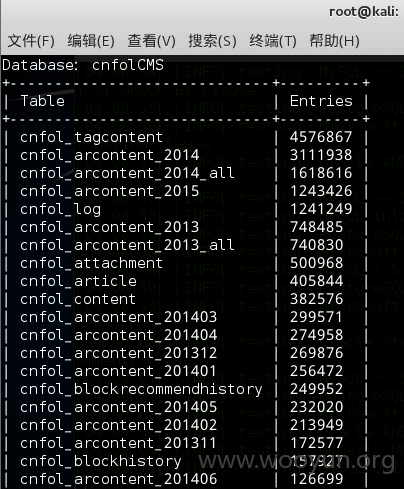 root@kali:
文件(F) 编辑(E) 查看(V) 搜索(S) 终端(T) 帮助(H)
Database: cnfolCMS
+----------------------------+---------+
| Table | Entries |
+----------------------------+---------+
| cnfol_tagcontent | 4576867 |
| cnfol_arcontent_2014 | 3111938 |
| cnfol_arcontent_2014_all | 1618616 |
| cnfol_arcontent_2015 | 1243426 |
| cnfol_log | 1241249 |
| cnfol_arcontent_2013 | 748485 |
| cnfol_arcontent_2013_all | 740830 |
| cnfol_attachment | 500968 |
| cnfol_article | 405844 |
| cnfol_content | 382576 |
| cnfol_arcontent_201403 | 299571 |
| cnfol_arcontent_201404 | 274958 |
| cnfol_arcontent_201312 | 269876 |
| cnfol_arcontent_201401 | 256472 |
| cnfol_blockrecommendhistory | 249952 |
| cnfol_arcontent_201405 | 232020 |
| cnfol_arcontent_201402 | 213949 |
| cnfol_arcontent_201311 | 172577 |
| cnfol_blockhistory |
www.wooyun.org
| cnfol_arcontent_201406 | 126699 |